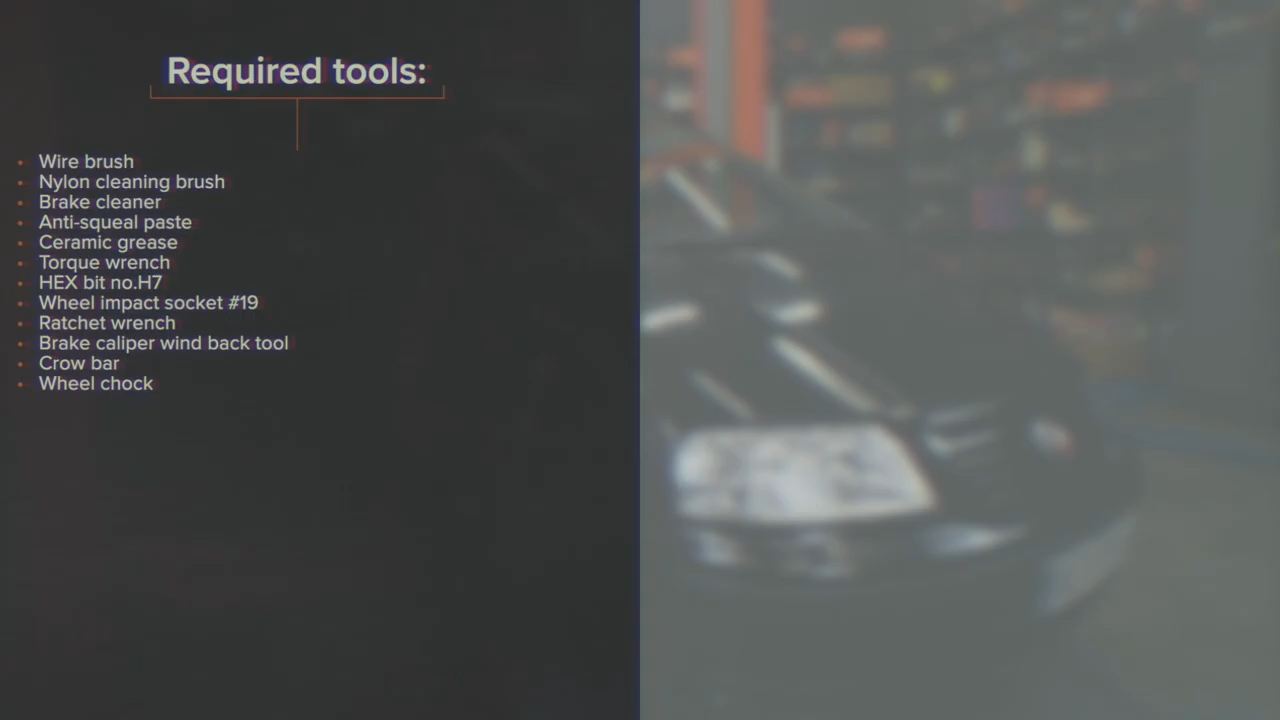 Required tools:
Wire brush
Nylon cleaning brush
Brake cleaner
Anti-squeal paste
Ceramic grease
Torque wrench
HEX bit no.H7
Wheel impact socket #19
Ratchet wrench
Brake caliper wind back tool
Crow bar
Wheel chock